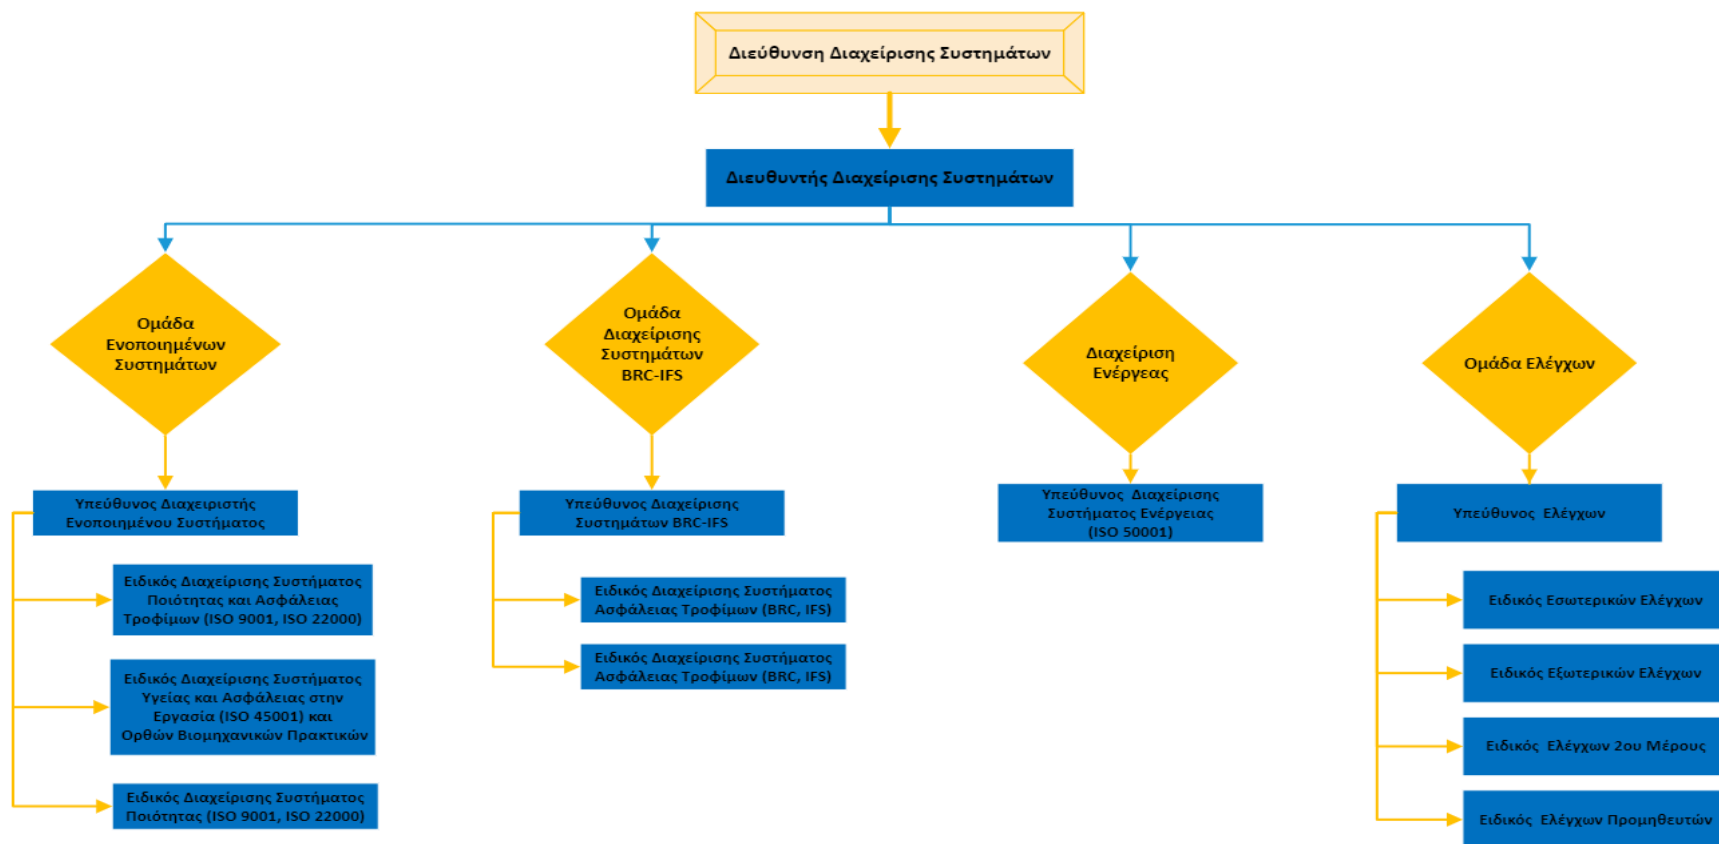 Διεύθυνση Διαχείρισης Συστημάτων
Διευθυντής Διαχείρισης Συστημάτων
Ομάδα
Ενοποιημένων
Συστημάτων
Ομάδα
Διαχείρισης
Συστημάτων
BRC-IFS
Διαχείριση
Ενέργεας
Ομάδα Ελέγχων
Υπεύθυνος Διαχειριστής
Ενοποιημένου Συστήματος
Ειδικός Διαχείρισης Συστήματος
Ποιότητας και Ασφάλειας
Τροφίμων (ISO 9001, ISO 22000)
Ειδικός Διαχείρισης Συστήματος
Υγείας και Ασφάλειας στην
Εργασία (ISO 45001) και
Ορθών Βιομηχανικών Πρακτικών
Ειδικός Διαχείρισης Συστήματος
Ποιότητας (ISO 9001, ISO 22000)
Υπεύθυνος Διαχείρισης
Συστημάτων BRC-IFS
Ειδικός Διαχείρισης Συστήματος
Ασφάλειας Τροφίμων (BRC, IFS)
Ειδικός Διαχείρισης Συστήματος
Ασφάλειας Τροφίμων (BRC, IFS)
Υπεύθυνος Διαχείρισης
Συστήματος Ενέργειας
(ISO 50001)
Υπεύθυνος Ελέγχων
Ειδικός Εσωτερικών Ελέγχων
Ειδικός Εξωτερικών Ελέγχων
Ειδικός Ελέγχων 2ου Μέρους
Ειδικός Ελέγχων Προμηθευτών